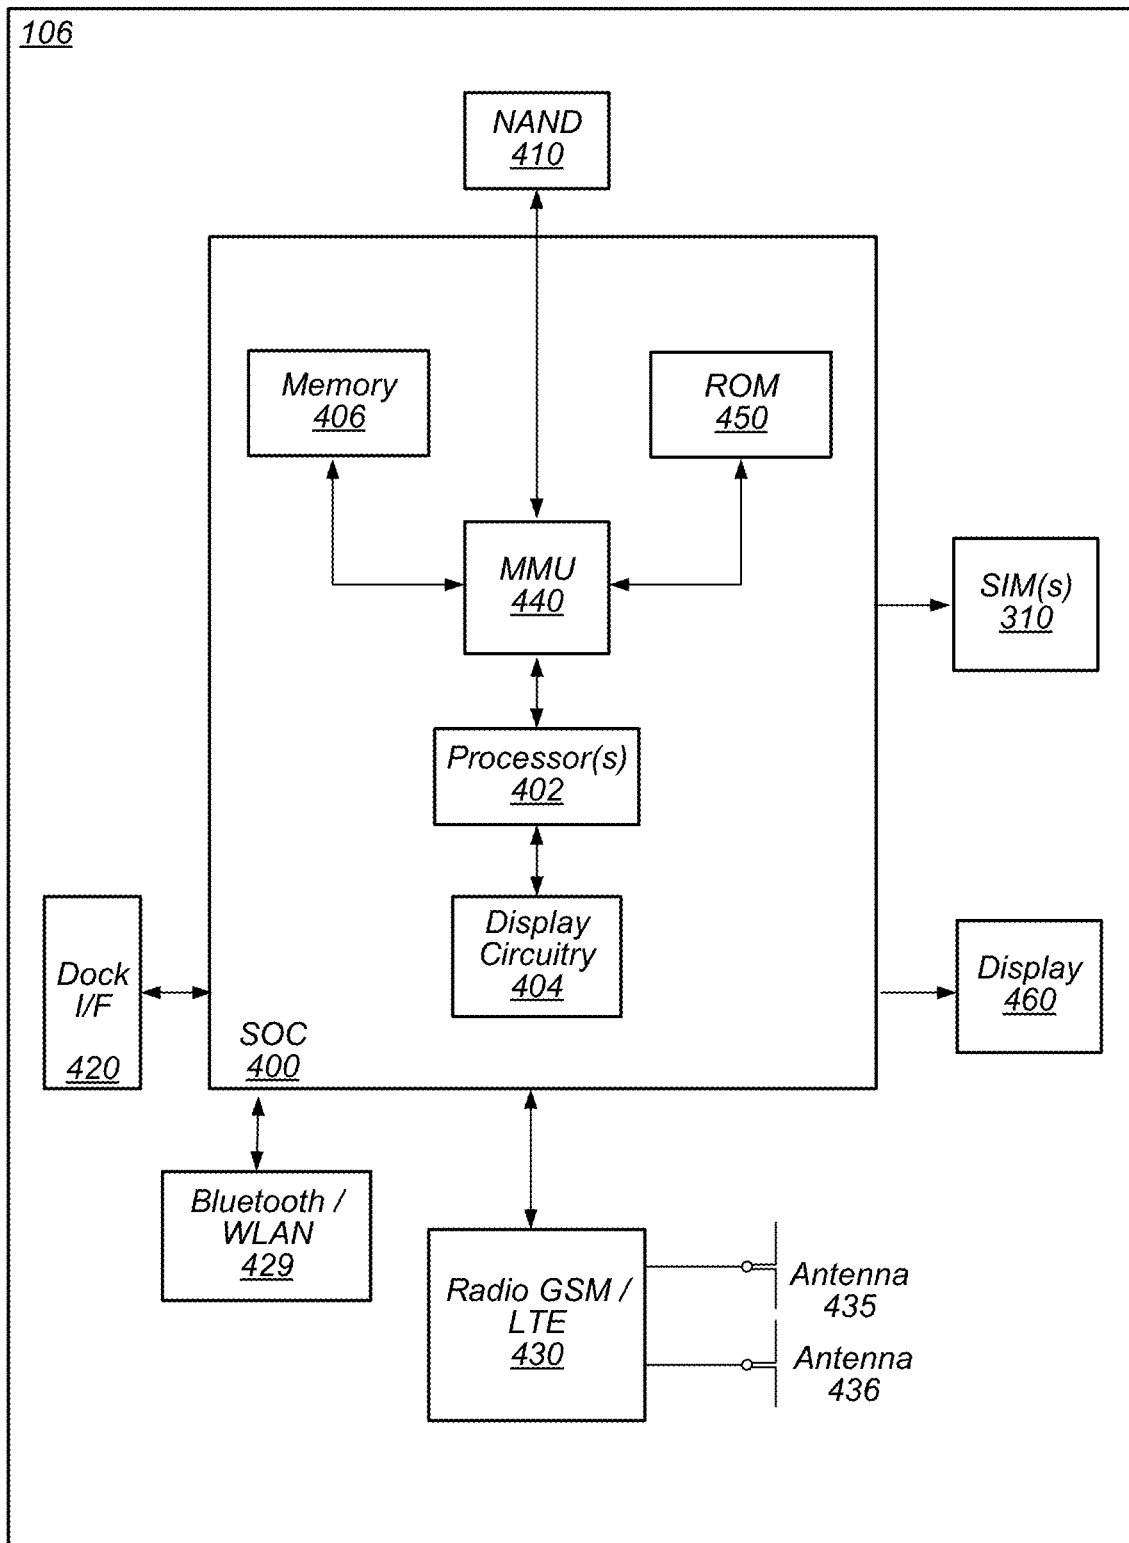 106
NAND
410
Memory
406
ROM
450
MMU
440
SIM(s)
310
Processor(s)
402
Display
Circuitry
404
Dock
I/F
420
Display
460
SOC
400
Bluetooth /
WLAN
429
Radio GSM /
LTE
430
Antenna
435
Antenna
436